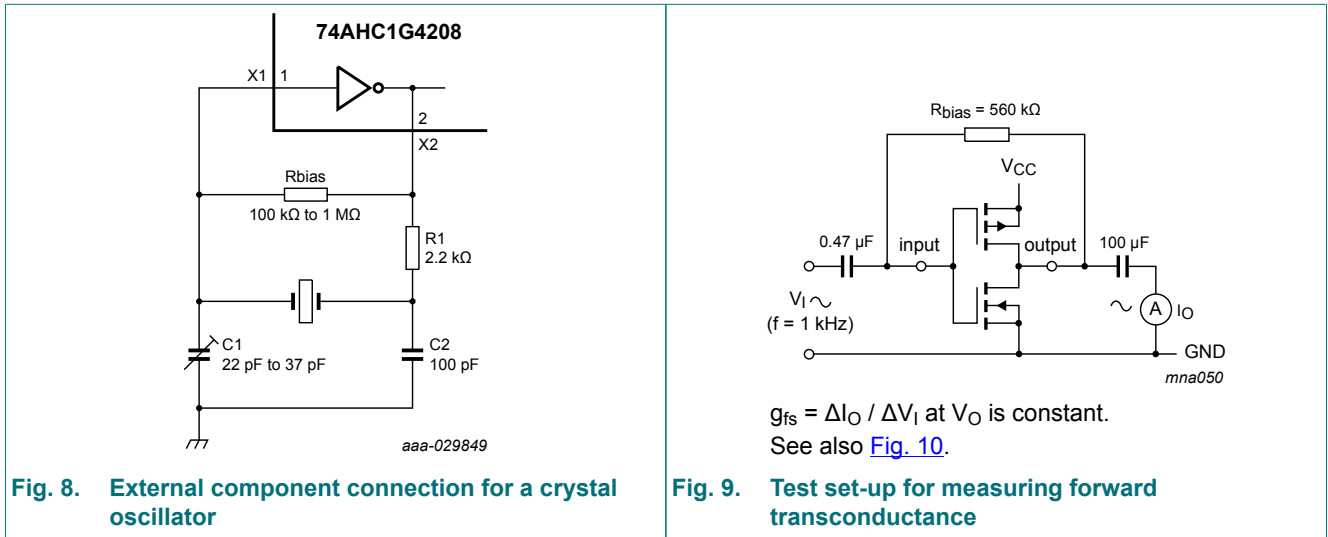 74AHC1G4208
X1 1
2
X2
Rbias
100 kΩ to 1 MΩ
R1
2.2 kΩ
C1
22 pF to 37 pF
C2
100 pF
aaa-029849
Fig. 8. External component connection for a crystal
oscillator
Rbias = 560 kΩ
VCC
0.47 µF input output 100 µF
VI
(f = 1 kHz)
A IO
GND
mna050
gfs = ΔIO / ΔVI at VO is constant.
See also Fig. 10.
Fig. 9. Test set-up for measuring forward
transconductance